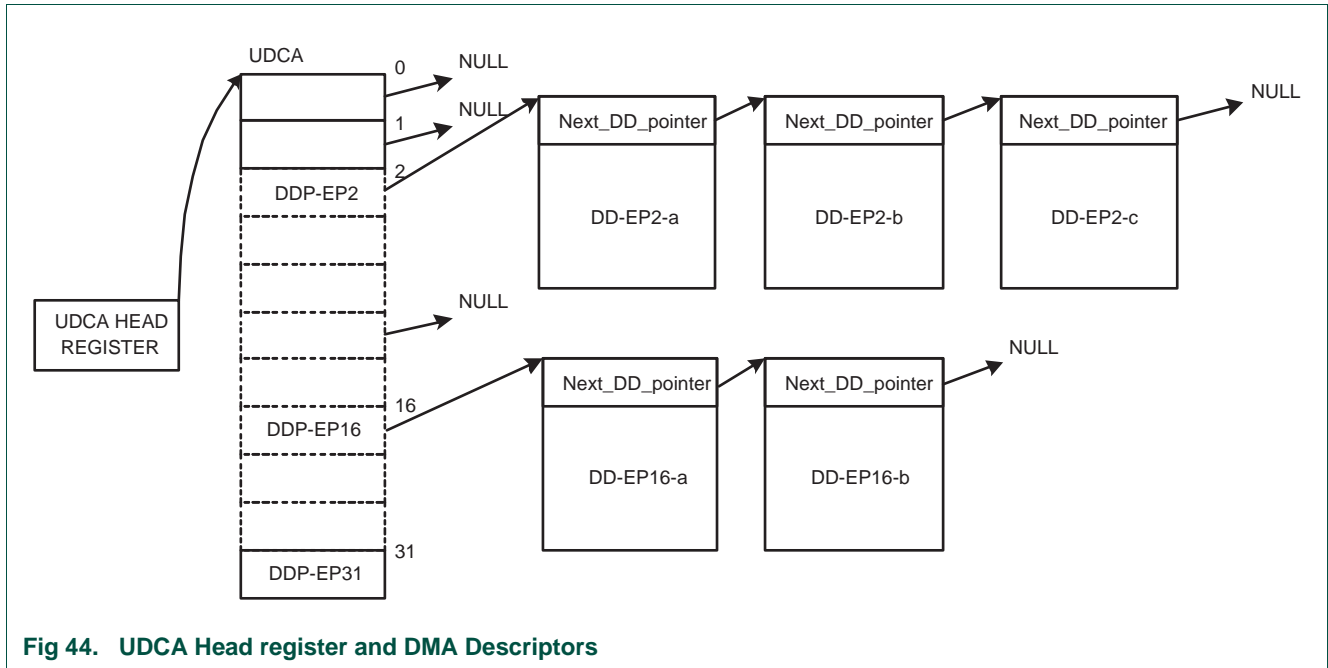 UDCA
0
NULL
1
NULL
2
DDP-EP2
Next_DD_pointer
Next_DD_pointer
Next_DD_pointer
NULL
DD-EP2-a
DD-EP2-b
DD-EP2-c
UDCA HEAD
REGISTER
NULL
16
DDP-EP16
Next_DD_pointer
Next_DD_pointer
NULL
DD-EP16-a
DD-EP16-b
31
DDP-EP31
Fig 44. UDCA Head register and DMA Descriptors